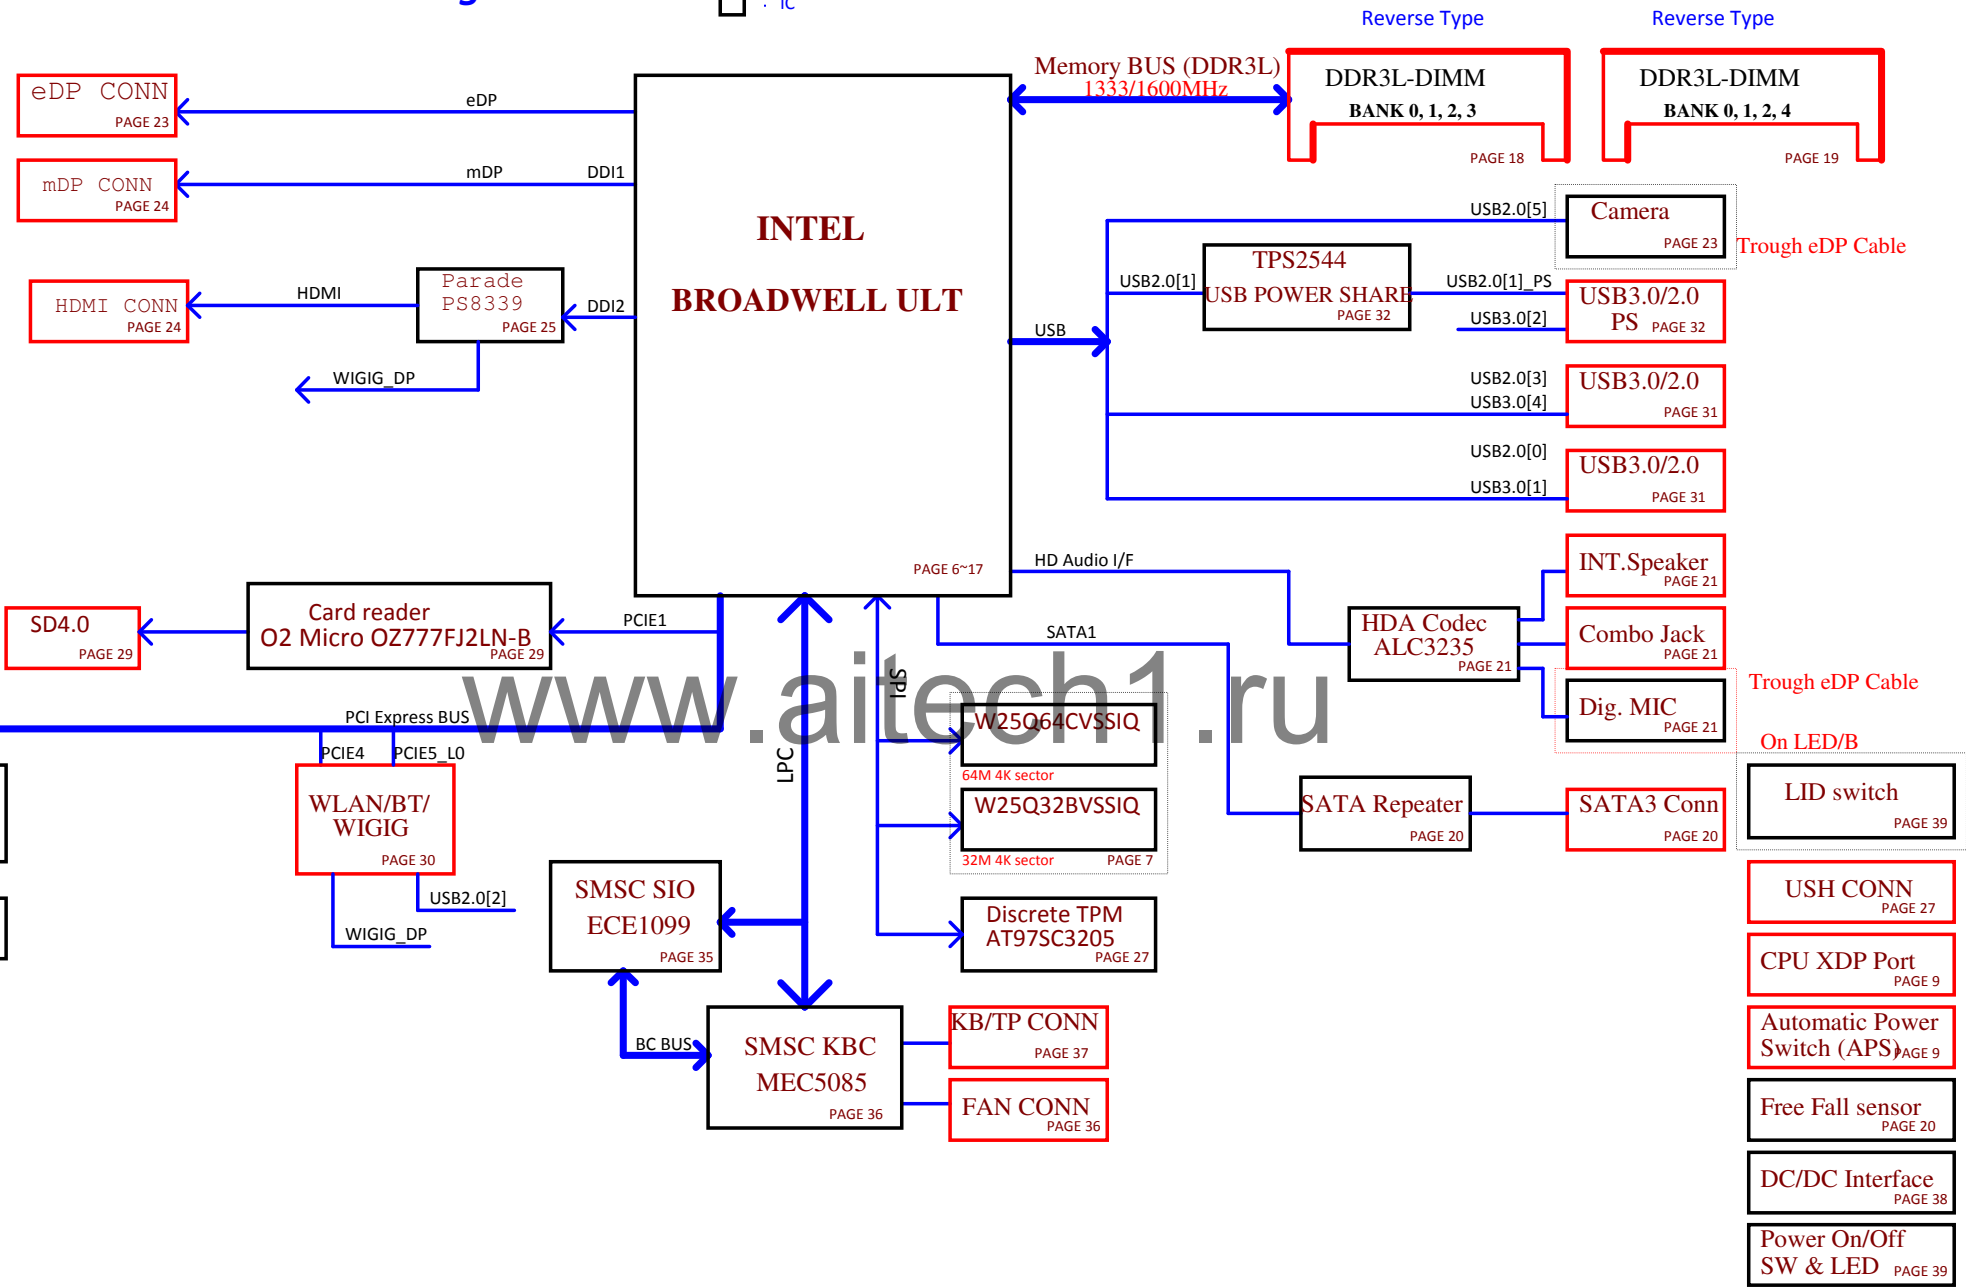 : IC
Reverse Type
Reverse Type
eDP CONN
PAGE 23
eDP
mDP CONN
PAGE 24
mDP
DDI1
HDMI CONN
PAGE 24
HDMI
Parade
PS8339
PAGE 25
DDI2
WIGIG_DP
INTEL
BROADWELL ULT
PAGE 6~17
Memory BUS (DDR3L)
1333/1600MHz
DDR3L-DIMM
BANK 0, 1, 2, 3
PAGE 18
DDR3L-DIMM
BANK 0, 1, 2, 4
PAGE 19
USB2.0[5]
Camera
PAGE 23
Trough eDP Cable
USB2.0[1]
TPS2544
USB POWER SHARE
PAGE 32
USB2.0[1]_PS
USB3.0[2]
USB3.0/2.0
PS
PAGE 32
USB
USB2.0[3]
USB3.0[4]
USB3.0/2.0
PAGE 31
USB2.0[0]
USB3.0[1]
USB3.0/2.0
PAGE 31
HD Audio I/F
INT.Speaker
PAGE 21
HDA Codec
ALC3235
PAGE 21
Combo Jack
PAGE 21
Dig. MIC
PAGE 21
Trough eDP Cable
On LED/B
SD4.0
PAGE 29
Card reader
O2 Micro OZ777FJ2LN-B
PAGE 29
PCIE1
SATA1
SPI
LPC
www.aitech1.ru
PCI Express BUS
PCIE4
PCIE5_L0
WLAN/BT/
WIGIG
PAGE 30
USB2.0[2]
WIGIG_DP
W25Q64CVSSIQ
64M 4K sector
W25Q32BVSSIQ
32M 4K sector
PAGE 7
Discrete TPM
AT97SC3205
PAGE 27
SATA Repeater
PAGE 20
SATA3 Conn
PAGE 20
LID switch
PAGE 39
SMSC SIO
ECE1099
PAGE 35
BC BUS
SMSC KBC
MEC5085
PAGE 36
KB/TP CONN
PAGE 37
FAN CONN
PAGE 36
USH CONN
PAGE 27
CPU XDP Port
PAGE 9
Automatic Power
Switch (APS)
PAGE 9
Free Fall sensor
PAGE 20
DC/DC Interface
PAGE 38
Power On/Off
SW & LED
PAGE 39